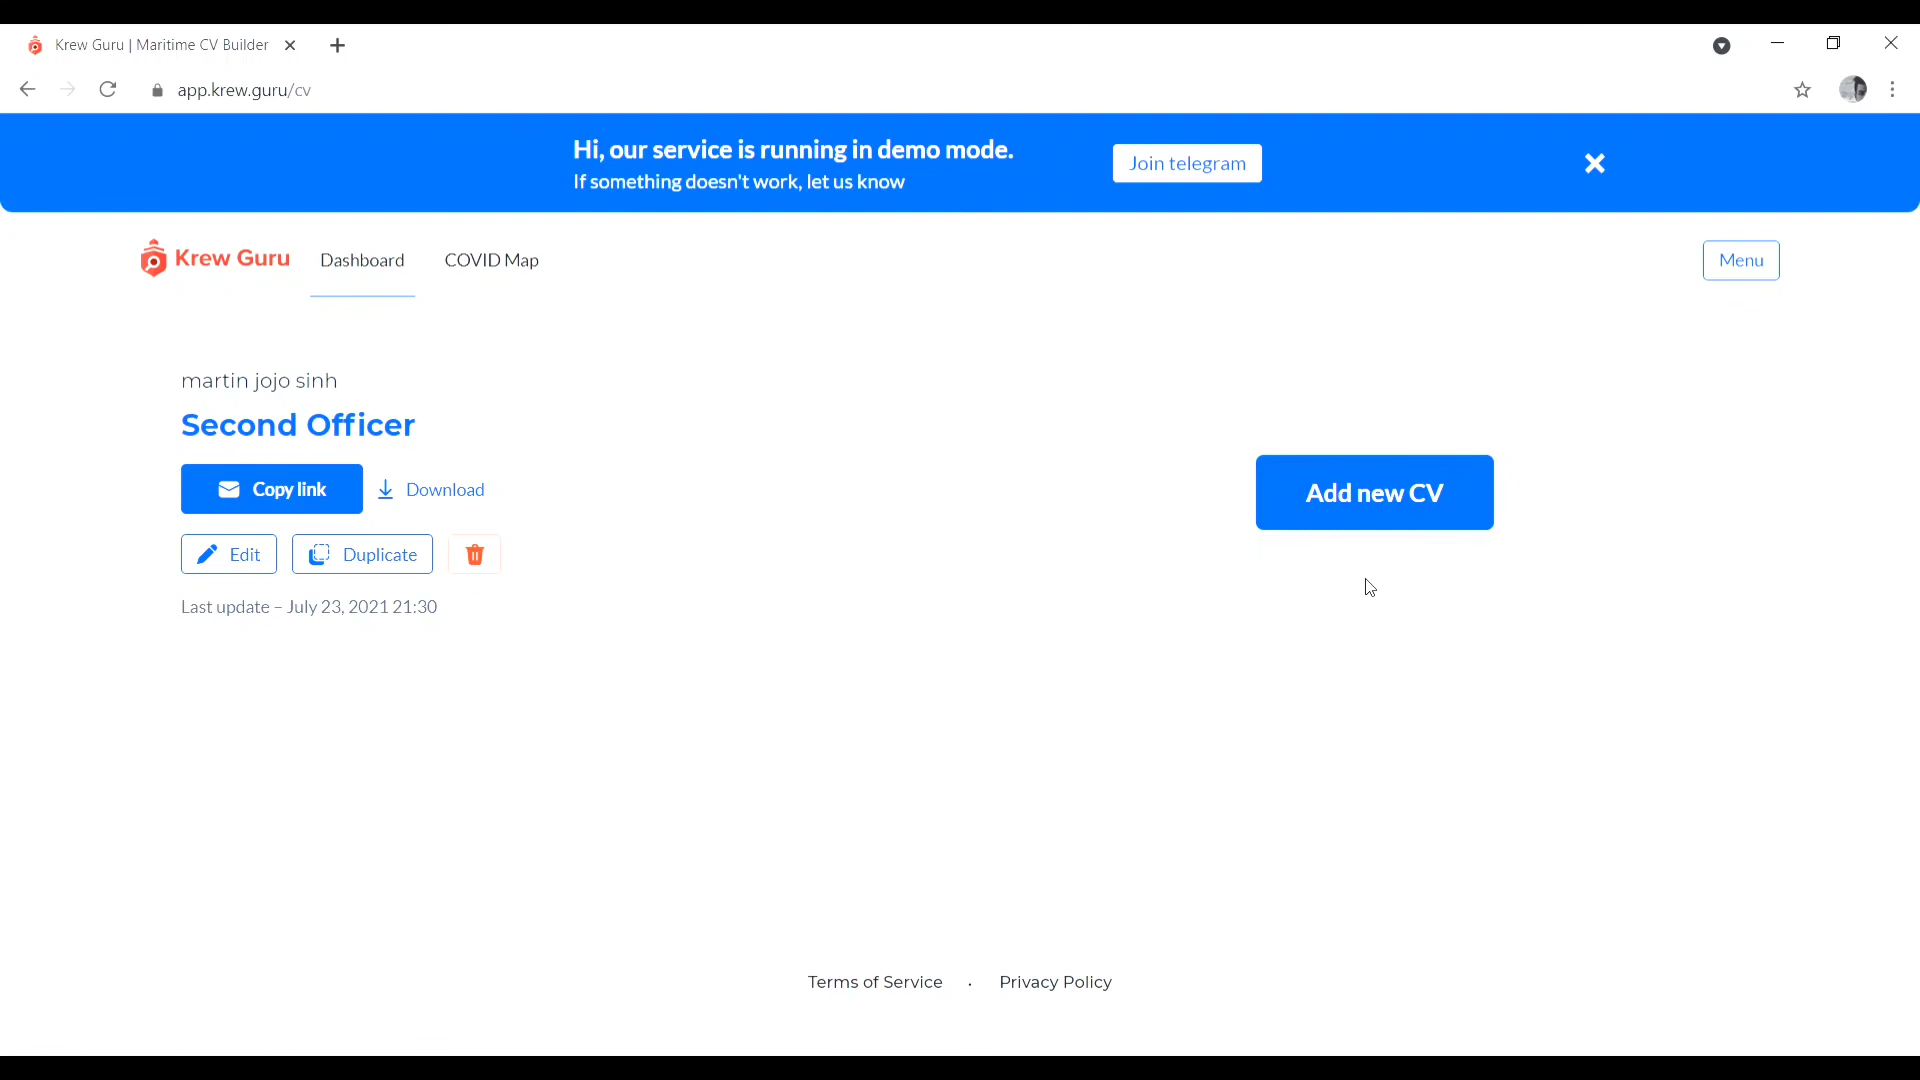 Krew Guru | Maritime CV Builder
app.krew.guru/cv
Hi, our service is running in demo mode.
If something doesn't work, let us know
Join telegram
Krew Guru
Dashboard
COVID Map
Menu
martin jojo sinh
Second Officer
Copy link
Download
Add new CV
Edit
Duplicate
Last update – July 23, 2021 21:30
Terms of Service
Privacy Policy